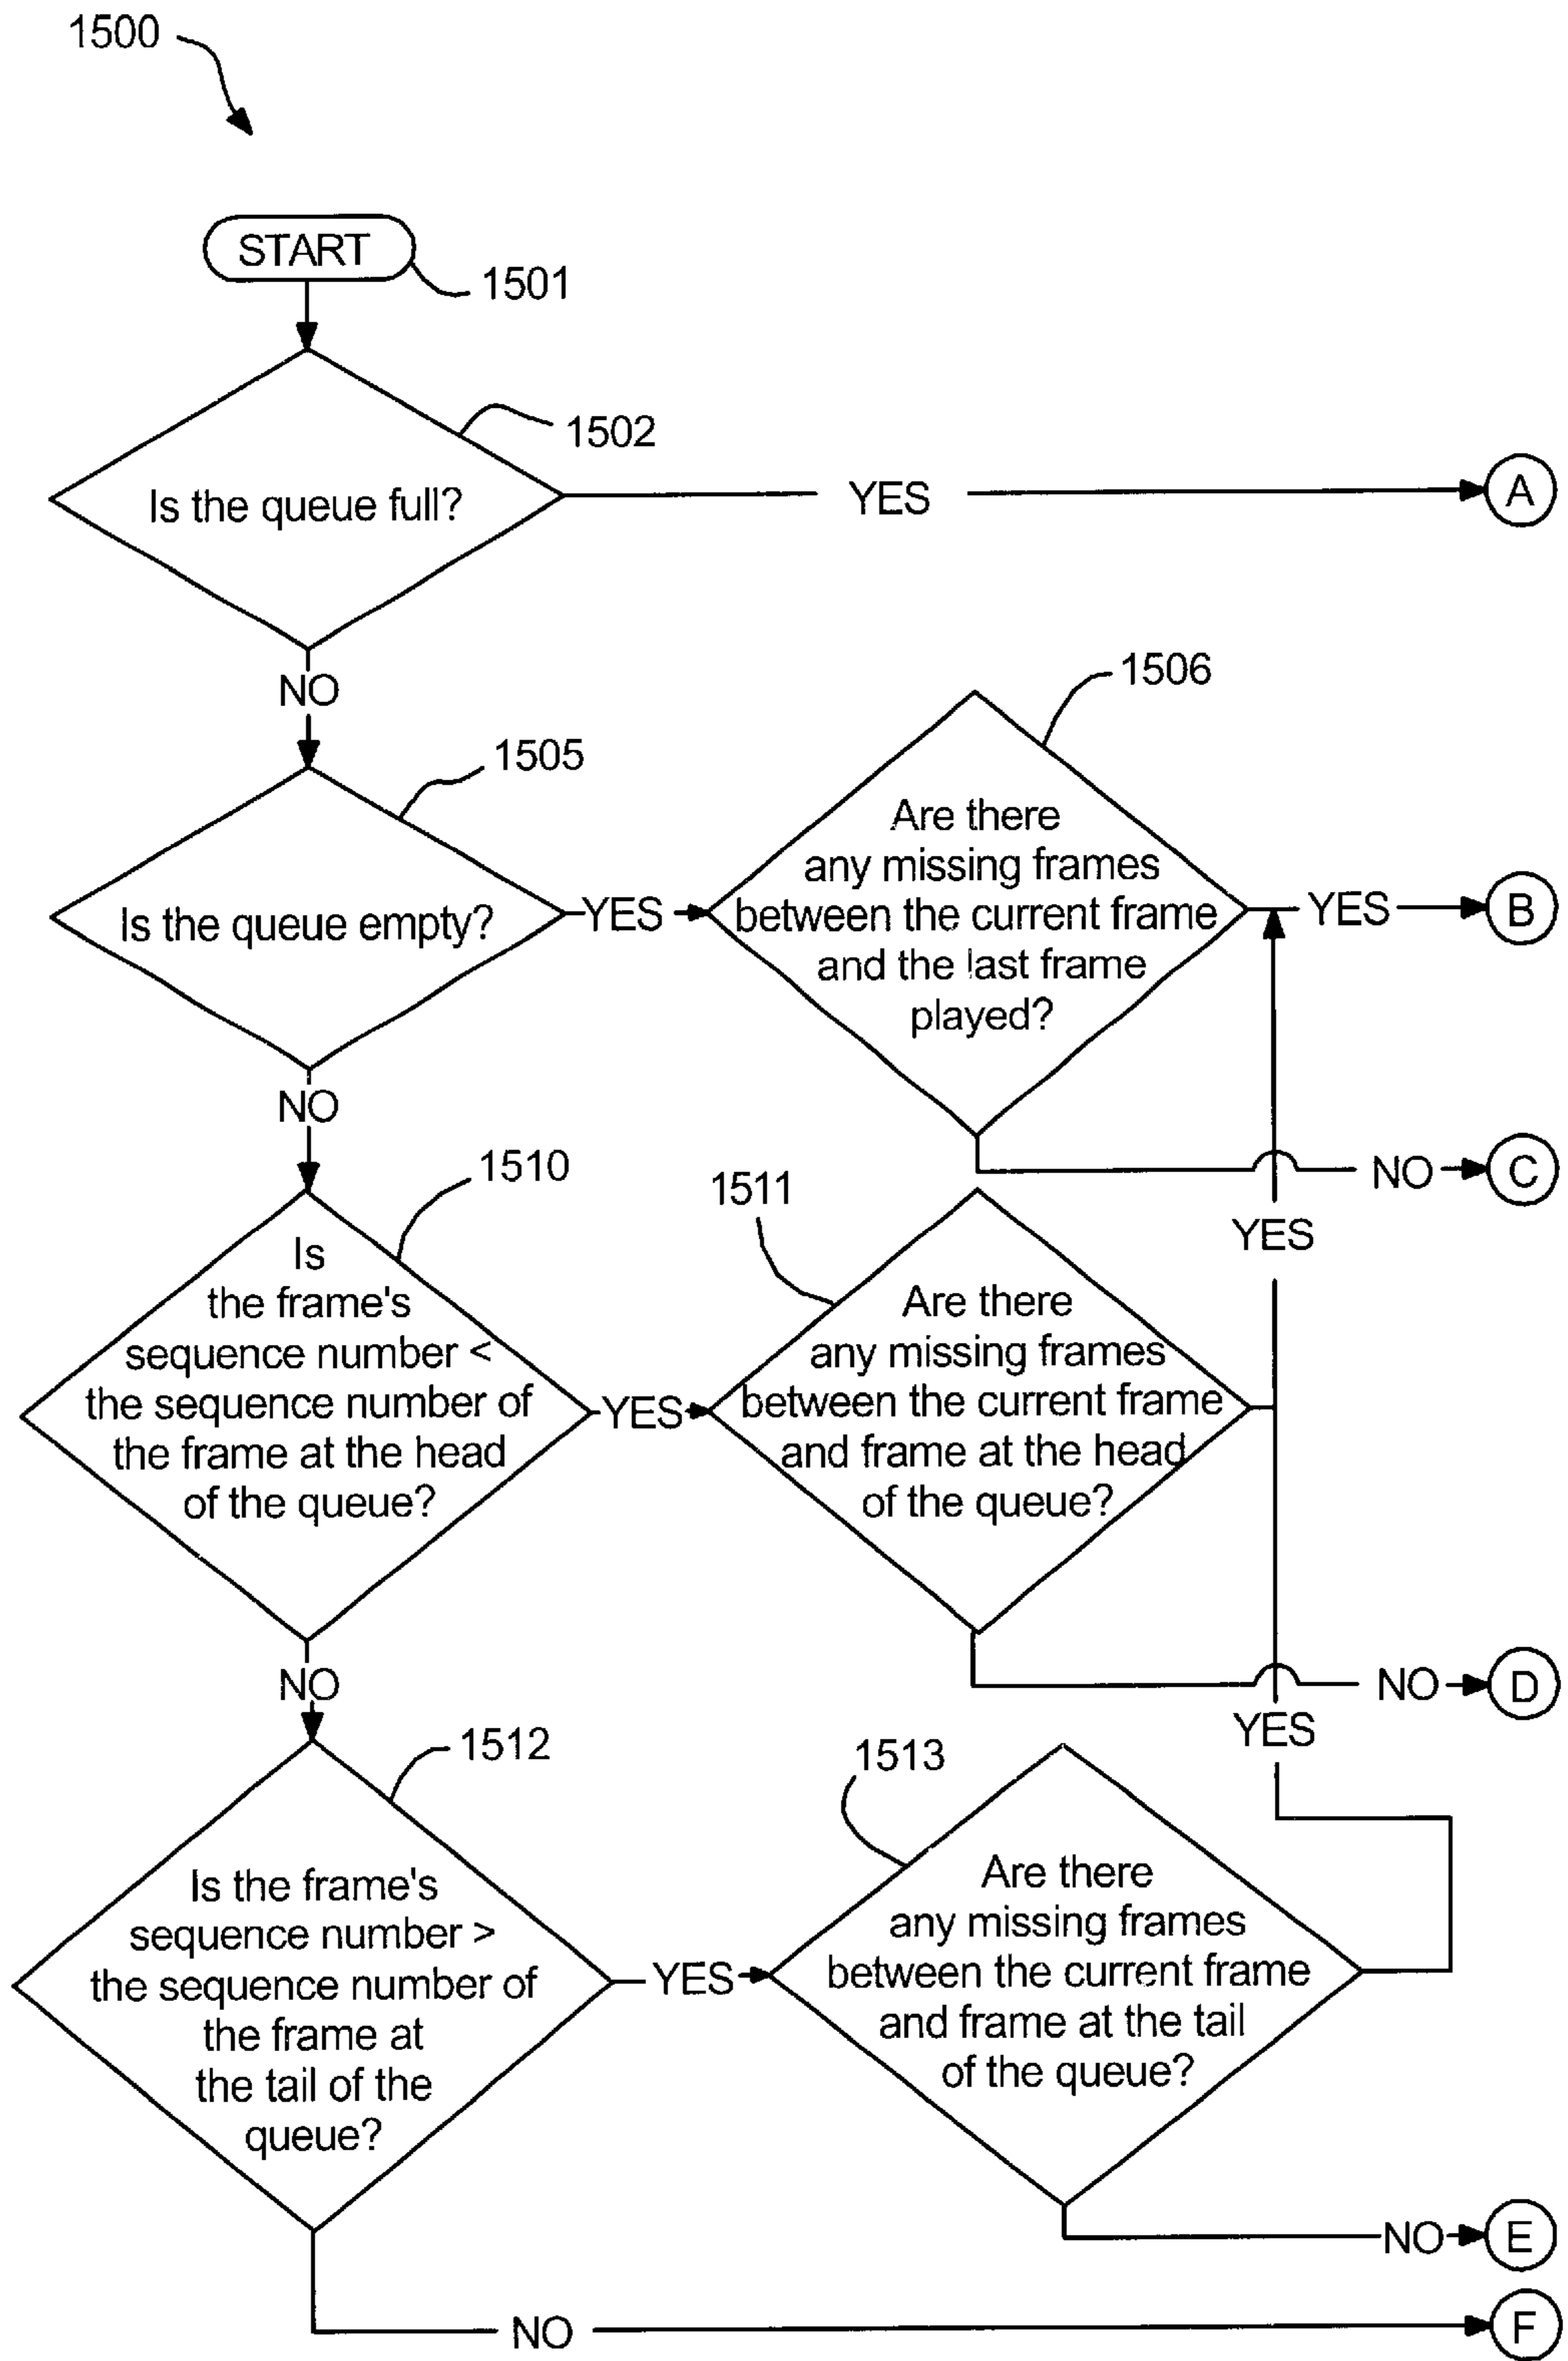 1500
START
1501
1502
Is the queue full?
YES
A
NO
1505
Is the queue empty?
YES
1506
Are there
any missing frames
between the current frame
and the last frame
played?
YES
B
NO
C
NO
1510
Is
the frame's
sequence number <
the sequence number of
the frame at the head
of the queue?
YES
1511
Are there
any missing frames
between the current frame
and frame at the head
of the queue?
YES
NO
D
NO
1512
Is the frame's
sequence number >
the sequence number of
the frame at
the tail of the
queue?
YES
1513
Are there
any missing frames
between the current frame
and frame at the tail
of the queue?
YES
NO
E
NO
F